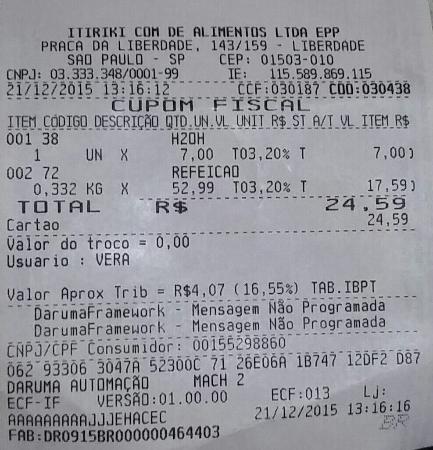 ITIRIKI COM DE ALIMENTOS LTDA EPP
PRACA DA LIBERDADE, 143/159 - LIBERDADE
SAO PAULO - SP CEP: 01503-010
CNPJ: 03.333.348/0001-99 IE: 115.589.869.115
21/12/2015 13:16:12 CCF:030187 COO:030438
CUPOM FISCAL
ITEM CÓDIGO DESCRIÇÃO QTD.UN.VL UNIT R$ ST A/T VL ITEM R$
001 38 H2OH
1 UN X 7,00 T03,20% T 7,00)
002 72 REFEICAO
0,332 KG X 52,99 T03,20% T 17,59)
TOTAL R$ 24,59
Cartao 24,59
Valor do troco = 0,00
Usuario : VERA
Valor Aprox Trib = R$4,07 (16,55%) TAB.IBPT
DarumaFramework - Mensagem Não Programada
DarumaFramework - Mensagem Não Programada
CNPJ/CPF Consumidor: 00155298860
062 93306 3047A 52300C 71 26E06A 1B747 12DF2 D87
DARUMA AUTOMAÇÃO MACH 2
ECF-IF VERSÃO:01.00.00 ECF:013 Lj:
AAAAAAAAAJJJEHACEC 21/12/2015 13:16:16
FAB:DR0915BR000000464403 BR